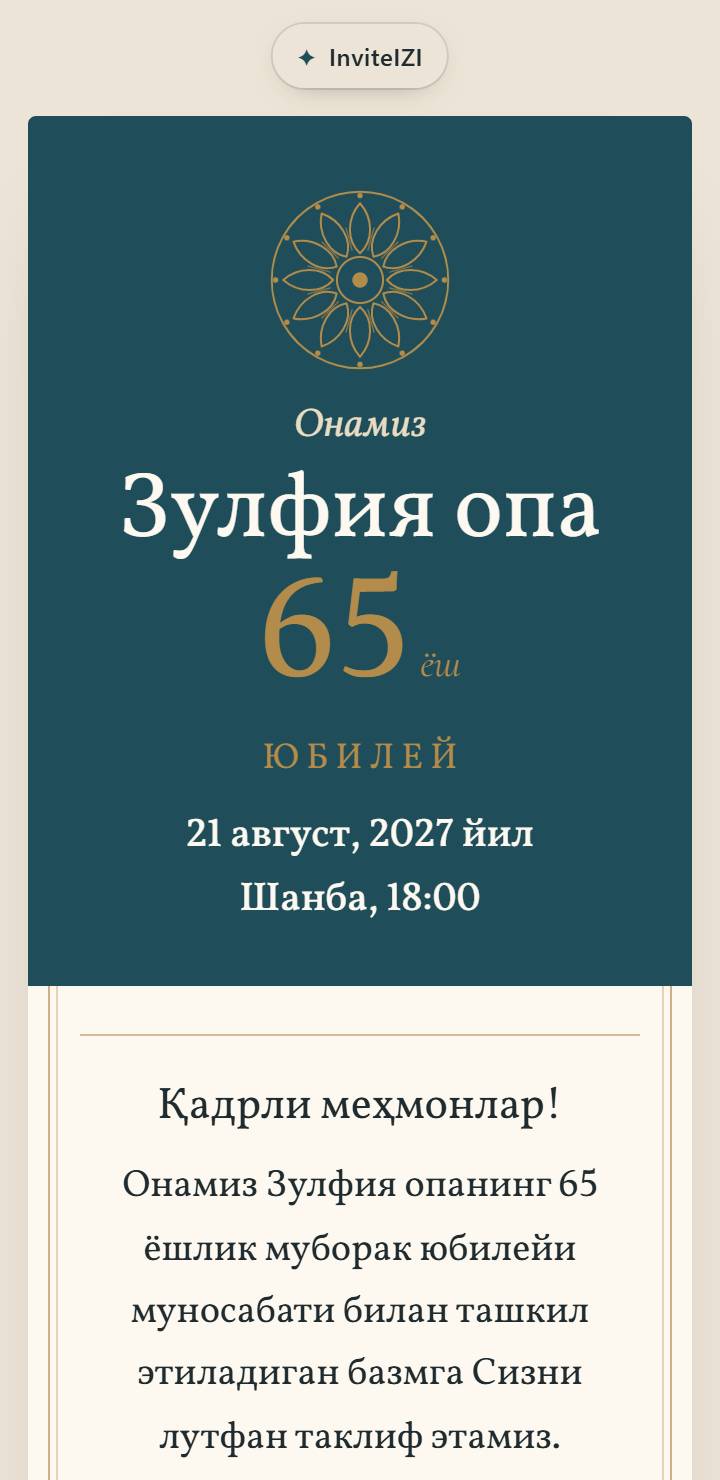 InviteIZI
Онамиз
Зулфия опа
65 ёш
ЮБИЛЕЙ
21 август, 2027 йил
Шанба, 18:00
Қадрли меҳмонлар!
Онамиз Зулфия опанинг 65
ёшлик муборак юбилейи
муносабати билан ташкил
этиладиган базмга Сизни
лутфан таклиф этамиз.